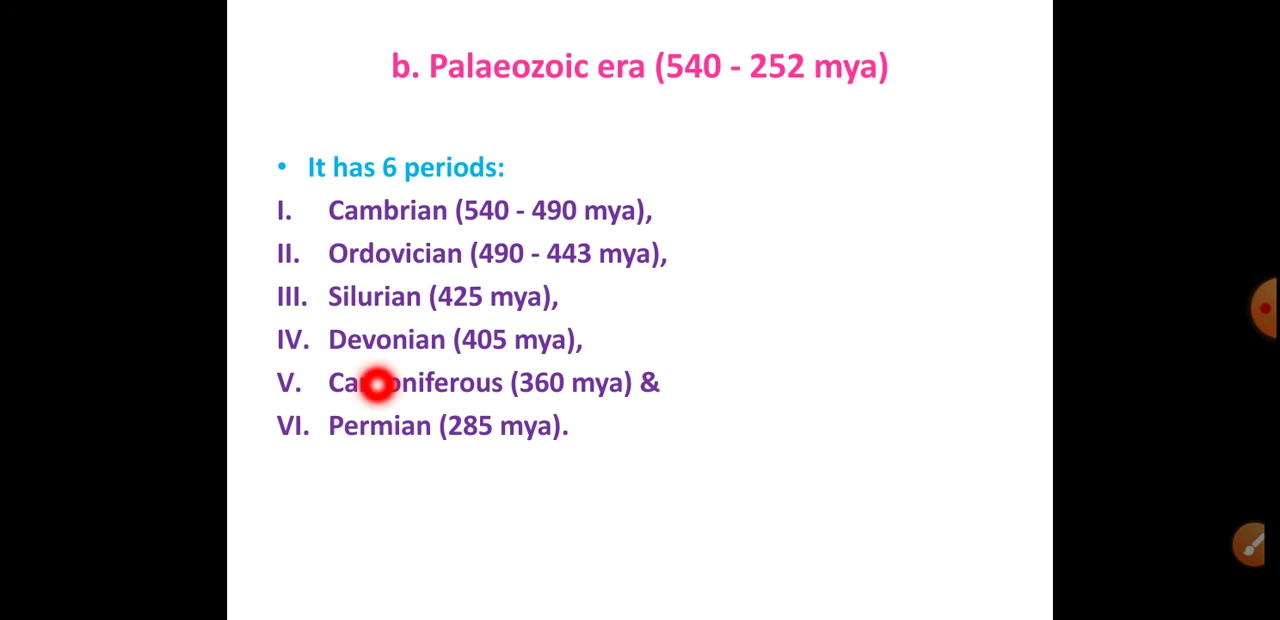 b. Palaeozoic era (540 - 252 mya)
• It has 6 periods:
I. Cambrian (540 - 490 mya),
II. Ordovician (490 - 443 mya),
III. Silurian (425 mya),
IV. Devonian (405 mya),
V. Carboniferous (360 mya) &
VI. Permian (285 mya).